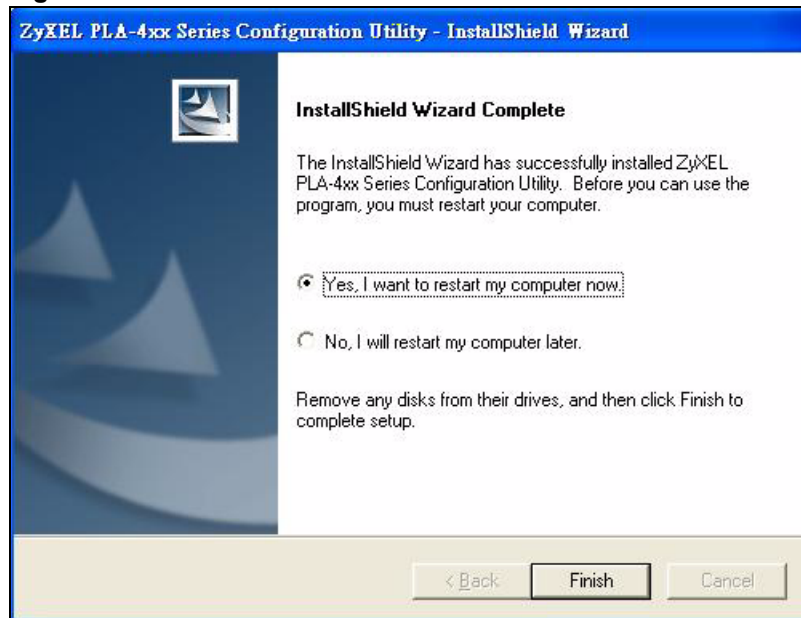 ZyXEL PLA-4xx Series Configuration Utility - InstallShield Wizard
InstallShield Wizard Complete
The InstallShield Wizard has successfully installed ZyXEL
PLA-4xx Series Configuration Utility. Before you can use the
program, you must restart your computer.
Yes, I want to restart my computer now.
No, I will restart my computer later.
Remove any disks from their drives, and then click Finish to
complete setup.
< Back
Finish
Cancel